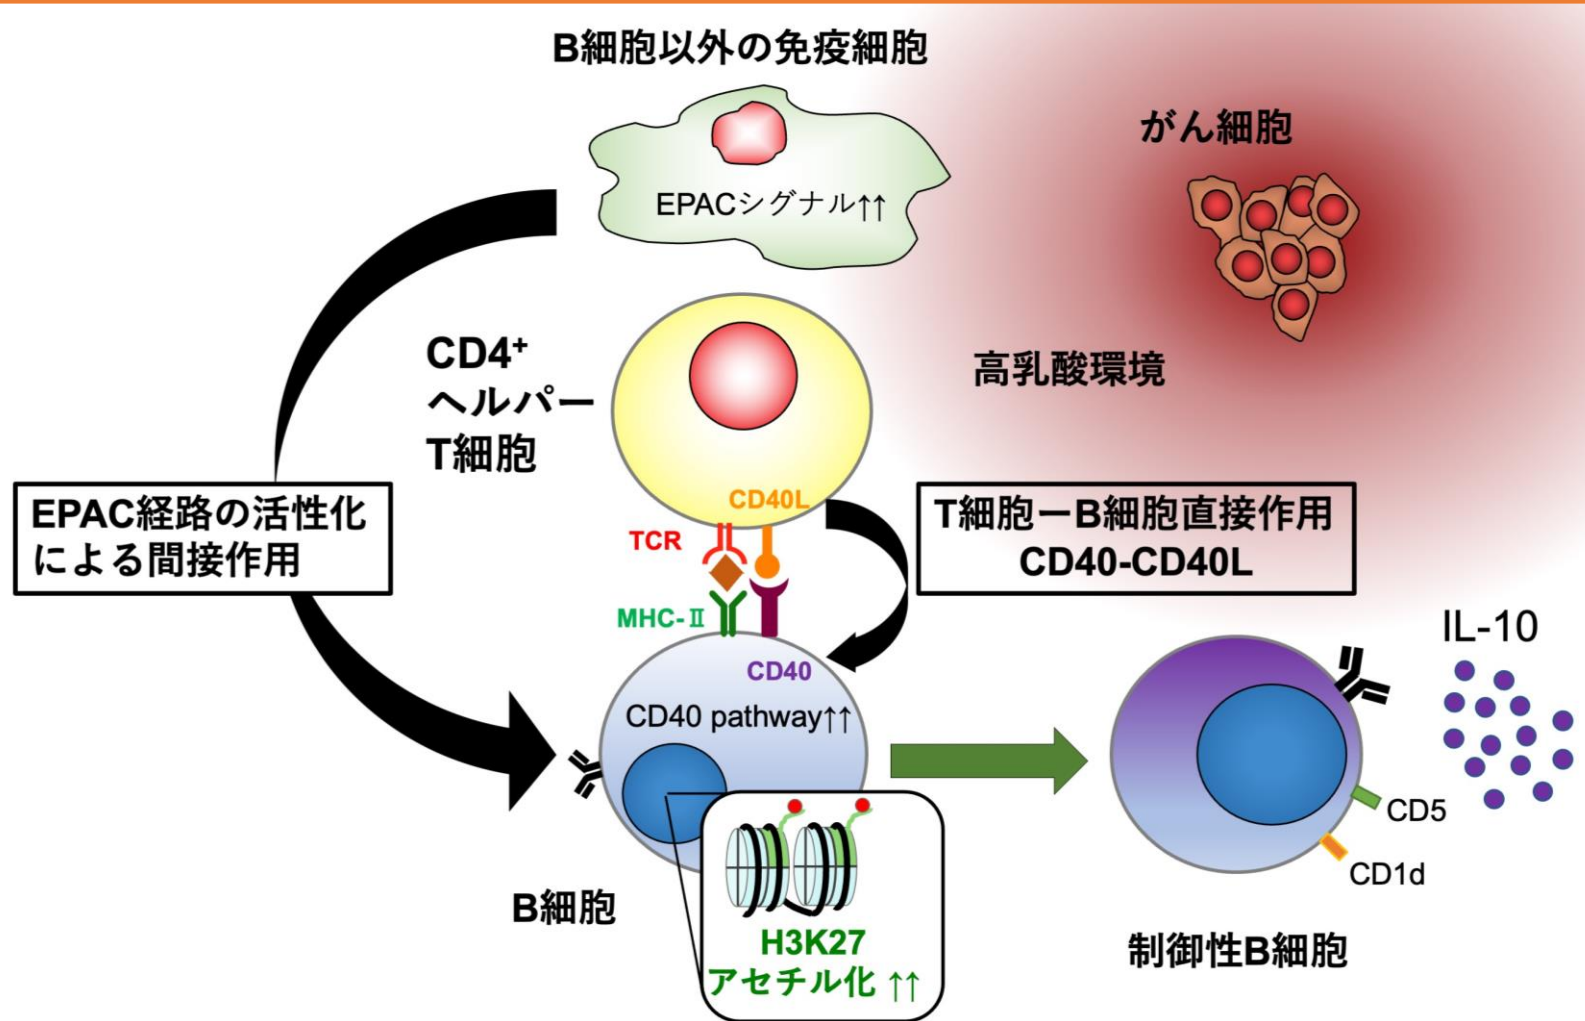 B細胞以外の免疫細胞
がん細胞
EPACシグナル↑↑
高乳酸環境
CD4⁺
ヘルパー
T細胞
CD40L
EPAC経路の活性化
による間接作用
T細胞ーB細胞直接作用
CD40-CD40L
TCR
MHC-Ⅱ
CD40
CD40 pathway↑↑
IL-10
CD5
CD1d
B細胞
H3K27
アセチル化 ↑↑
制御性B細胞